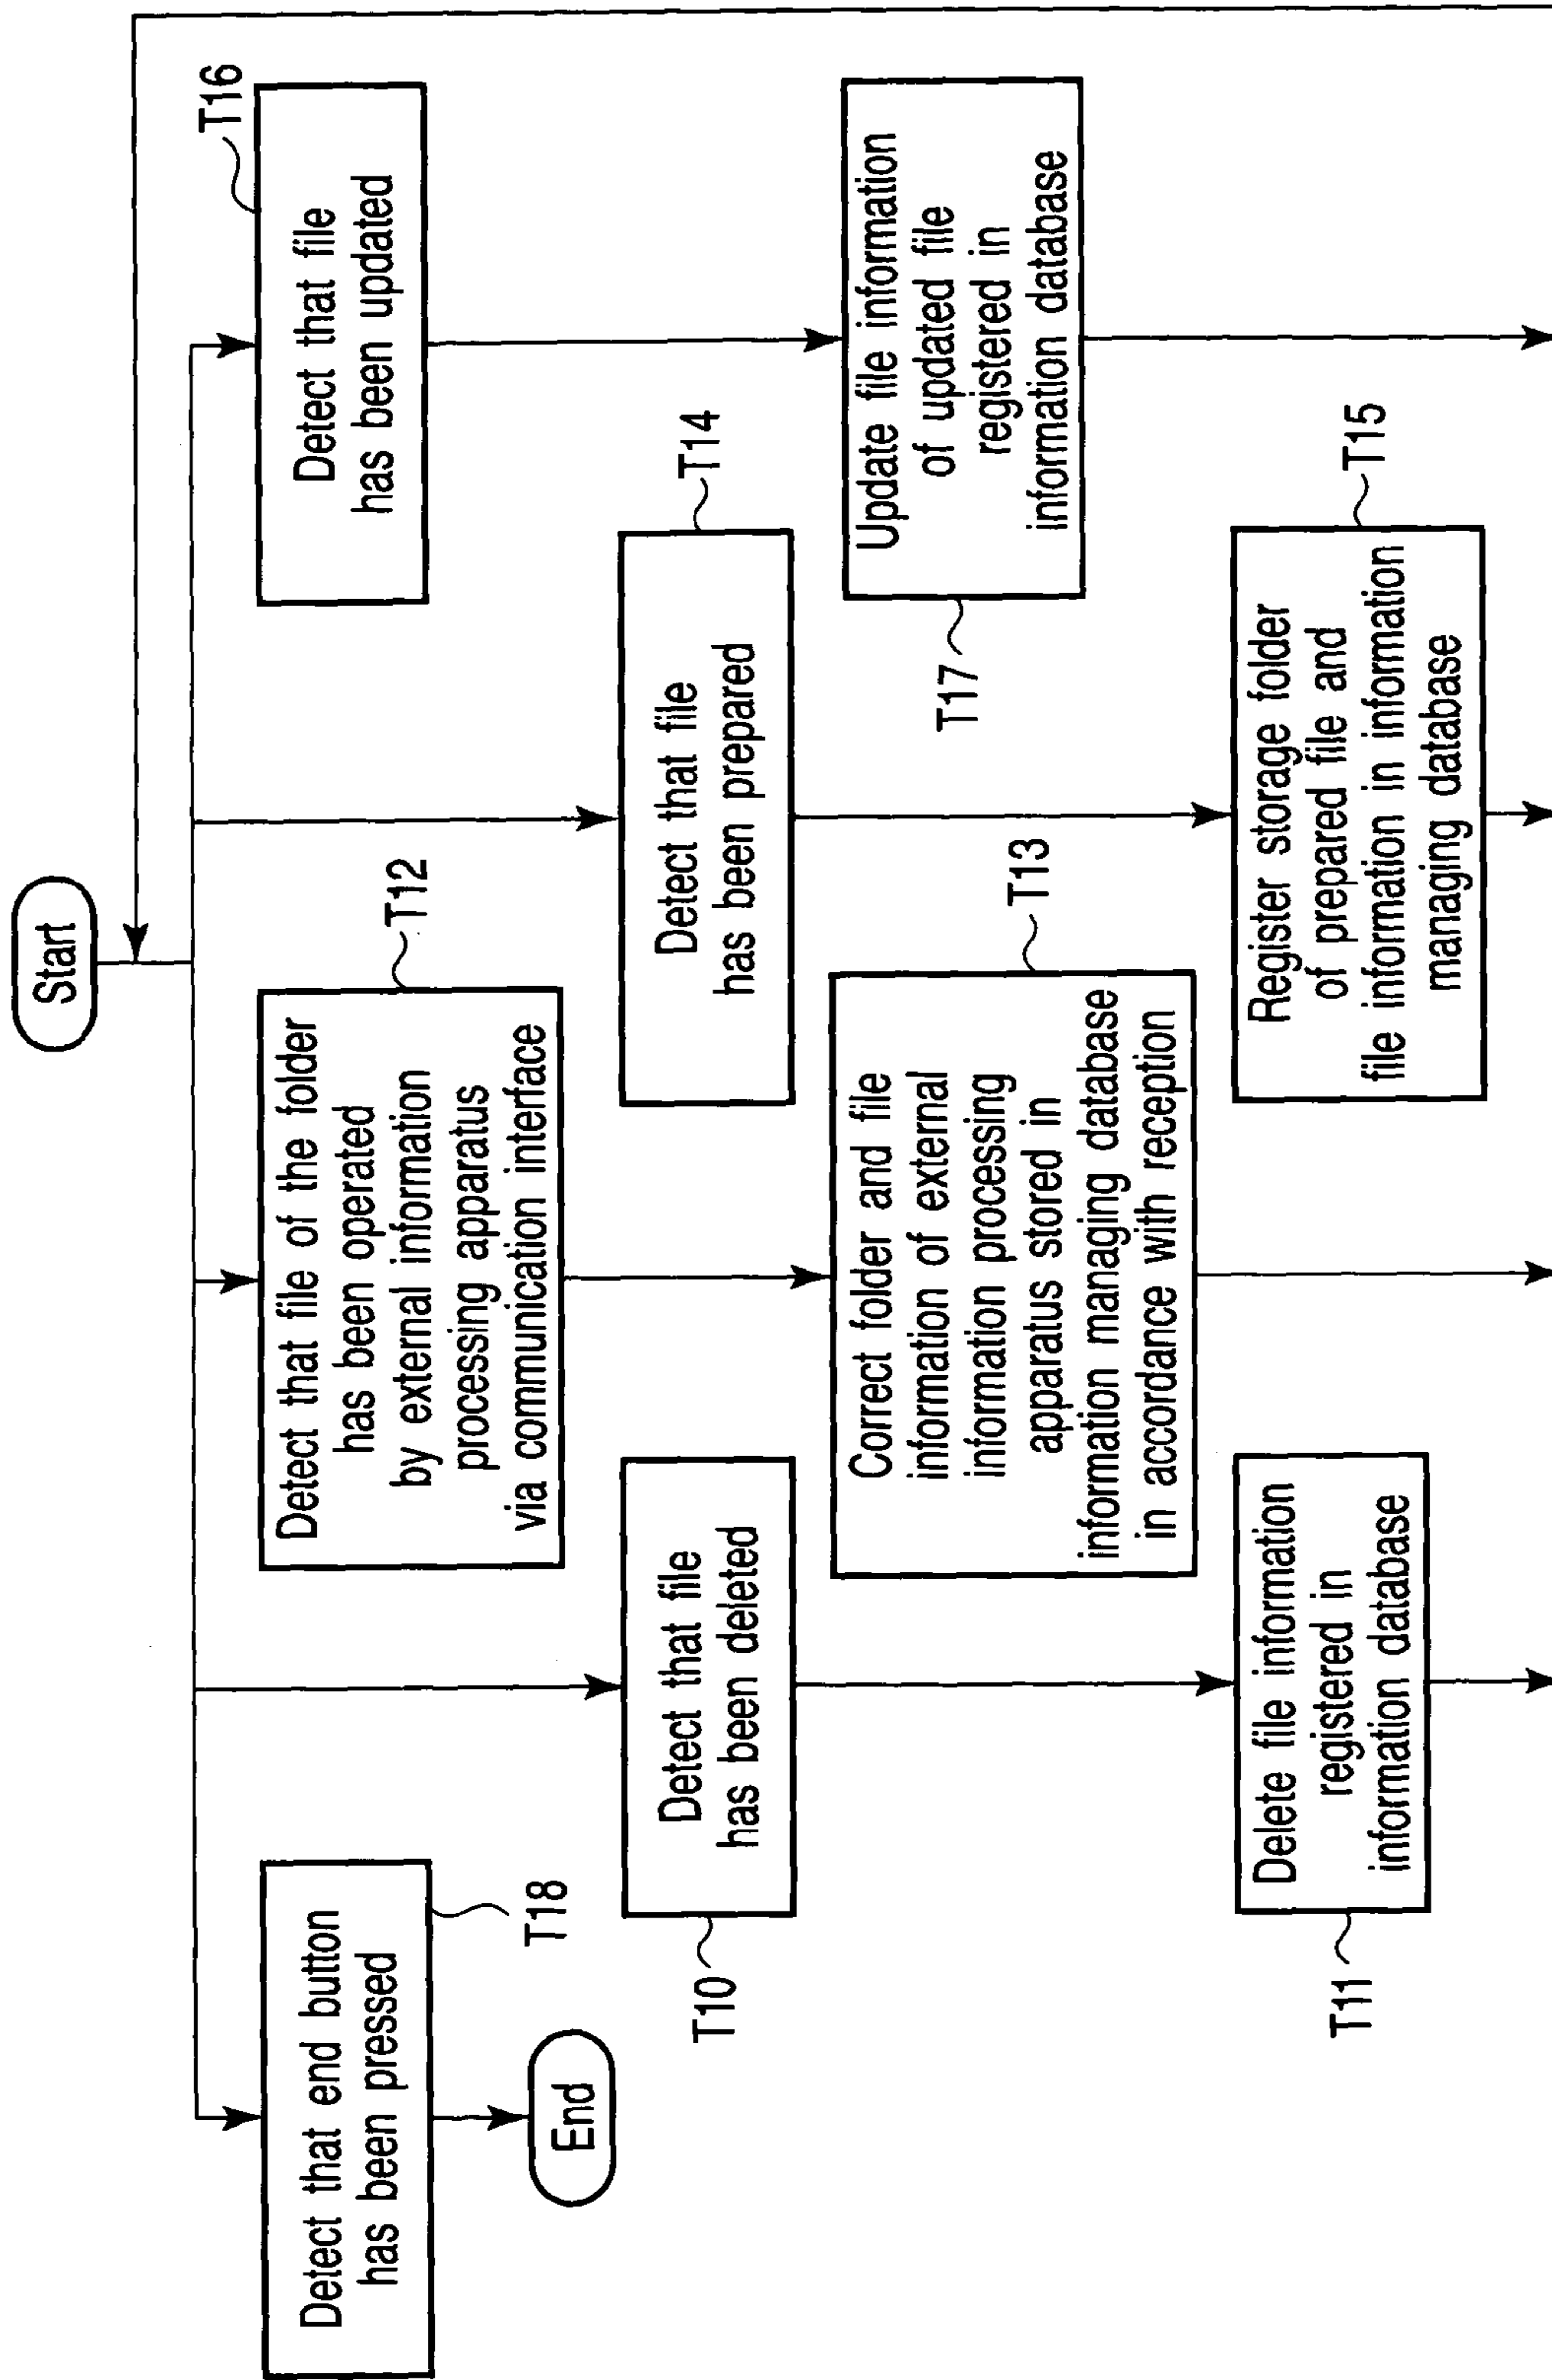 Start
Detect that end button
has been pressed
T18
End
Detect that file
has been deleted
T10
Delete file information
registered in
information database
T11
Detect that file of the folder
has been operated
by external information
processing apparatus
via communication interface
T12
Correct folder and file
information of external
information processing
apparatus stored in
information managing database
in accordance with reception
T13
Detect that file
has been prepared
T14
Register storage folder
of prepared file and
file information in information
managing database
T15
Detect that file
has been updated
T16
Update file information
of updated file
registered in
information database
T17